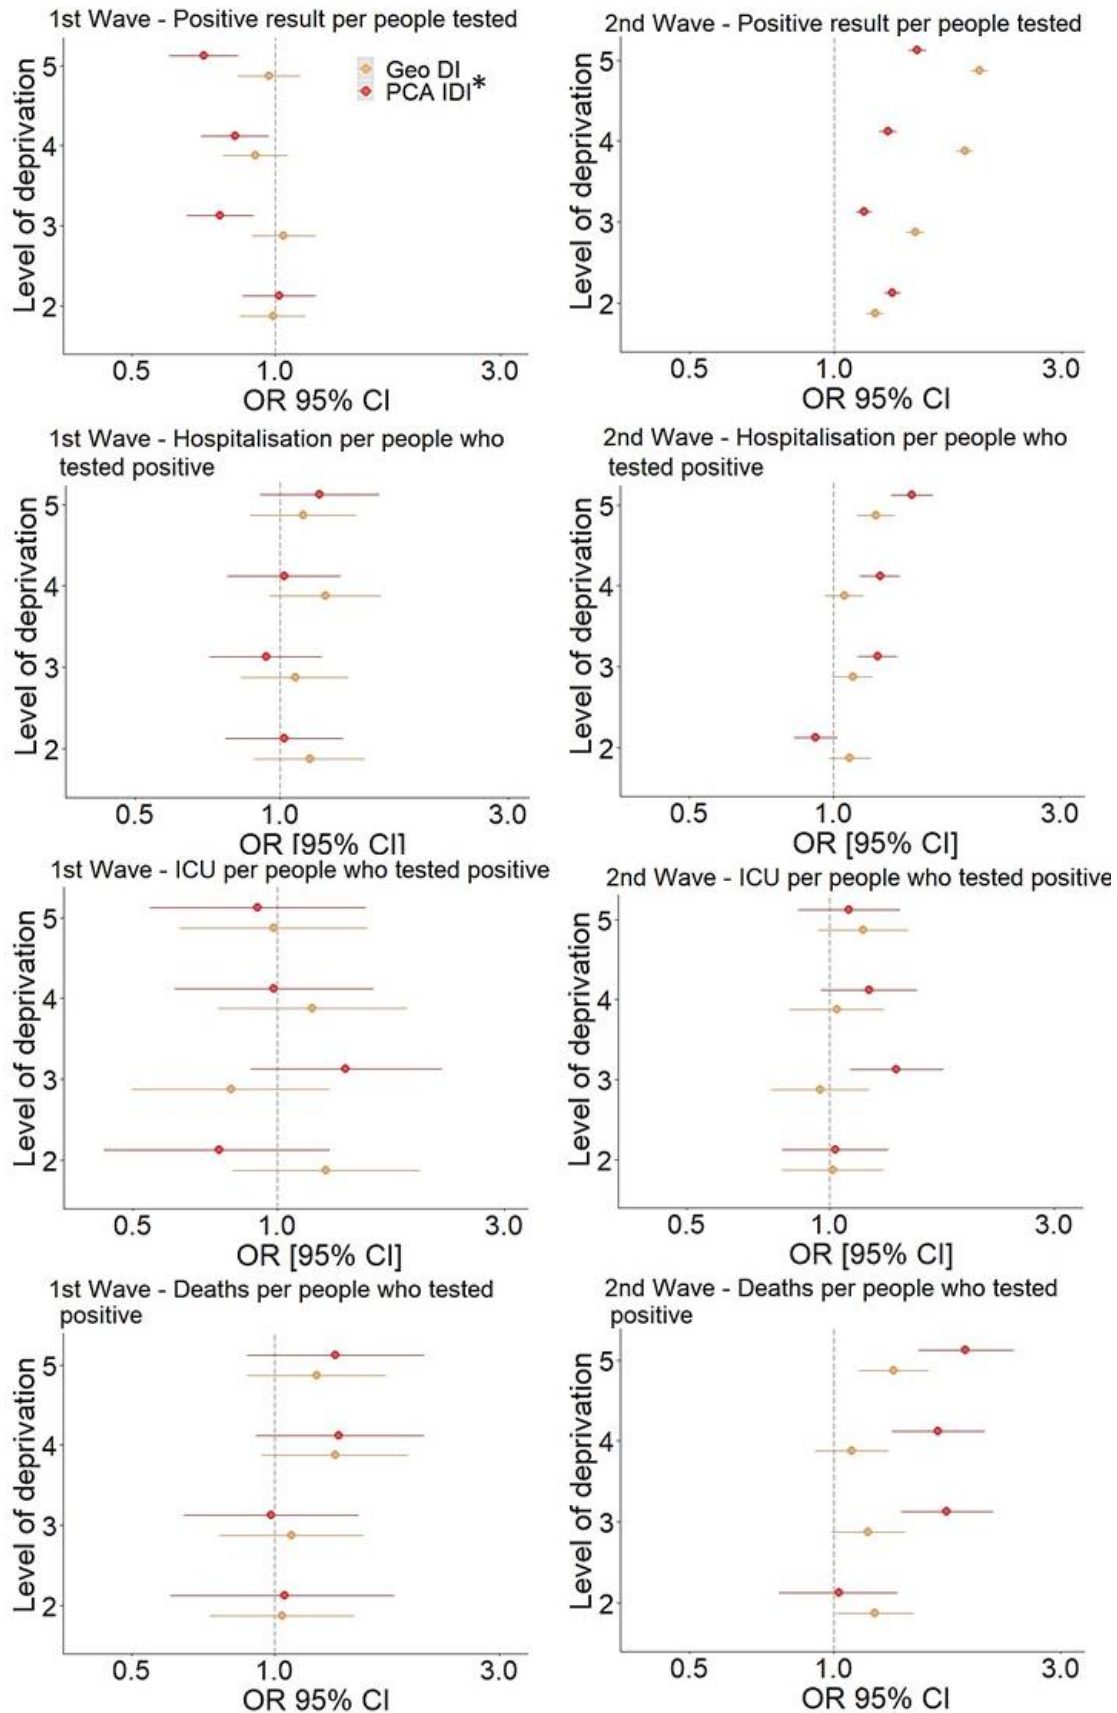 1st Wave - Positive result per people tested
Level of deprivation
5
4
3
2
Geo DI
PCA IDI*
0.5 1.0 3.0
OR 95% CI
2nd Wave - Positive result per people tested
Level of deprivation
5
4
3
2
0.5 1.0 3.0
OR 95% CI
1st Wave - Hospitalisation per people who
tested positive
Level of deprivation
5
4
3
2
0.5 1.0 3.0
OR [95% CI]
2nd Wave - Hospitalisation per people who
tested positive
Level of deprivation
5
4
3
2
0.5 1.0 3.0
OR [95% CI]
1st Wave - ICU per people who tested positive
Level of deprivation
5
4
3
2
0.5 1.0 3.0
OR [95% CI]
2nd Wave - ICU per people who tested positive
Level of deprivation
5
4
3
2
0.5 1.0 3.0
OR [95% CI]
1st Wave - Deaths per people who tested
positive
Level of deprivation
5
4
3
2
0.5 1.0 3.0
OR 95% CI
2nd Wave - Deaths per people who tested
positive
Level of deprivation
5
4
3
2
0.5 1.0 3.0
OR 95% CI